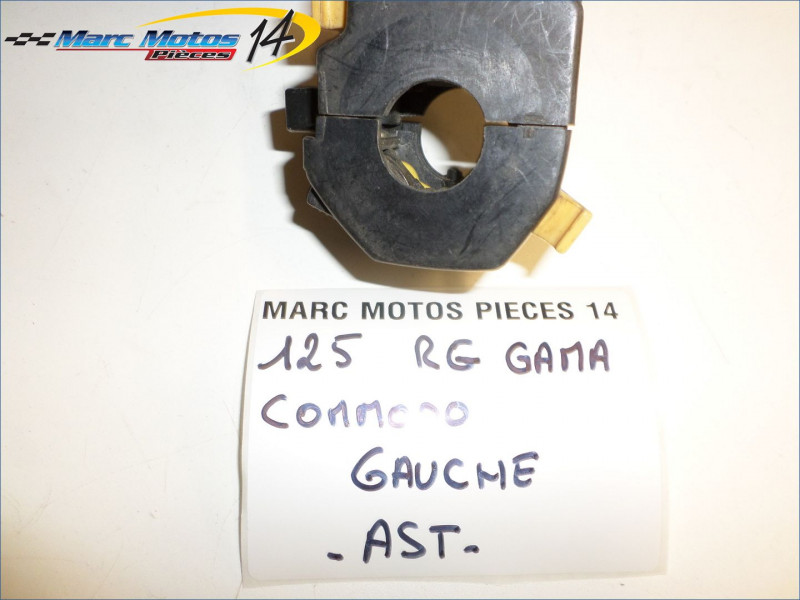 Marc Motos 14
Pièces
MARC MOTOS PIECES 14
125 RG GAMA
COMMODO
GAUCHE
- AST -